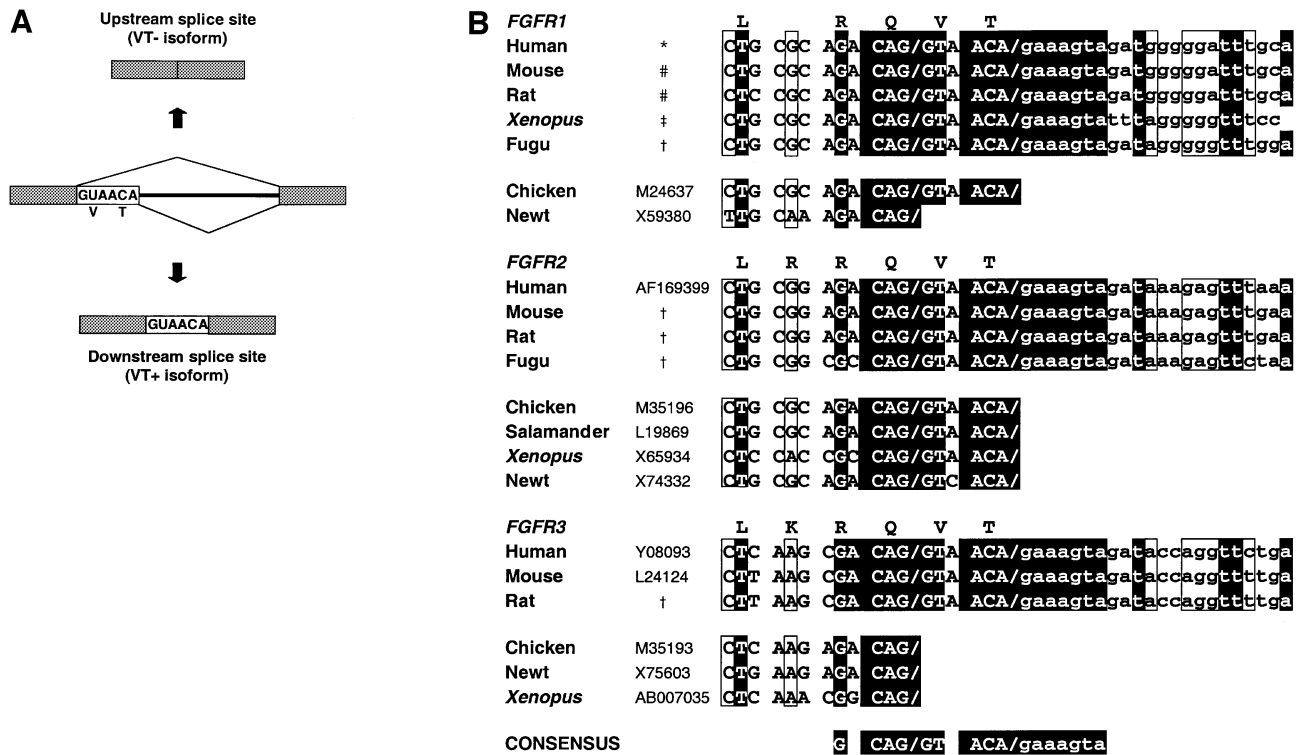 A
Upstream splice site
(VT- isoform)
GUAACA
V T
GUAACA
Downstream splice site
(VT+ isoform)
B
FGFR1 L R Q V T
Human * CTG CGC AGA CAG/GTA ACA/gaaagtagatgggggatttgca
Mouse # CTG CGC AGA CAG/GTA ACA/gaaagtagatgggggatttgca
Rat # CTC CGC AGA CAG/GTA ACA/gaaagtagatgggggatttgca
Xenopus ‡ CTG CGC AGA CAG/GTA ACA/gaaagtatttagggggtttcc
Fugu † CTG CGC AGA CAG/GTA ACA/gaaagtagatagggggtttgga
Chicken M24637 CTG CGC AGA CAG/GTA ACA/
Newt X59380 TTG CAA AGA CAG/
FGFR2 L R R Q V T
Human AF169399 CTG CGG AGA CAG/GTA ACA/gaaagtagataaagagtttaaa
Mouse † CTG CGG AGA CAG/GTA ACA/gaaagtagataaagagtttgaa
Rat † CTG CGG AGA CAG/GTA ACA/gaaagtagataaagagtttgaa
Fugu † CTG CGG CGC CAG/GTA ACA/gaaagtagataaagagttctaa
Chicken M35196 CTG CGC AGA CAG/GTA ACA/
Salamander L19869 CTG CGC AGA CAG/GTA ACA/
Xenopus X65934 CTC CAC CGC CAG/GTA ACA/
Newt X74332 CTG CGC AGA CAG/GTC ACA/
FGFR3 L K R Q V T
Human Y08093 CTC AAG CGA CAG/GTA ACA/gaaagtagataccaggttctga
Mouse L24124 CTT AAG CGA CAG/GTA ACA/gaaagtagataccaggttttga
Rat † CTT AAG CGA CAG/GTA ACA/gaaagtagataccaggttttga
Chicken M35193 CTC AAG AGA CAG/
Newt X75603 CTG AAG AGA CAG/
Xenopus AB007035 CTC AAA CGG CAG/
CONSENSUS G CAG/GT ACA/gaaagta